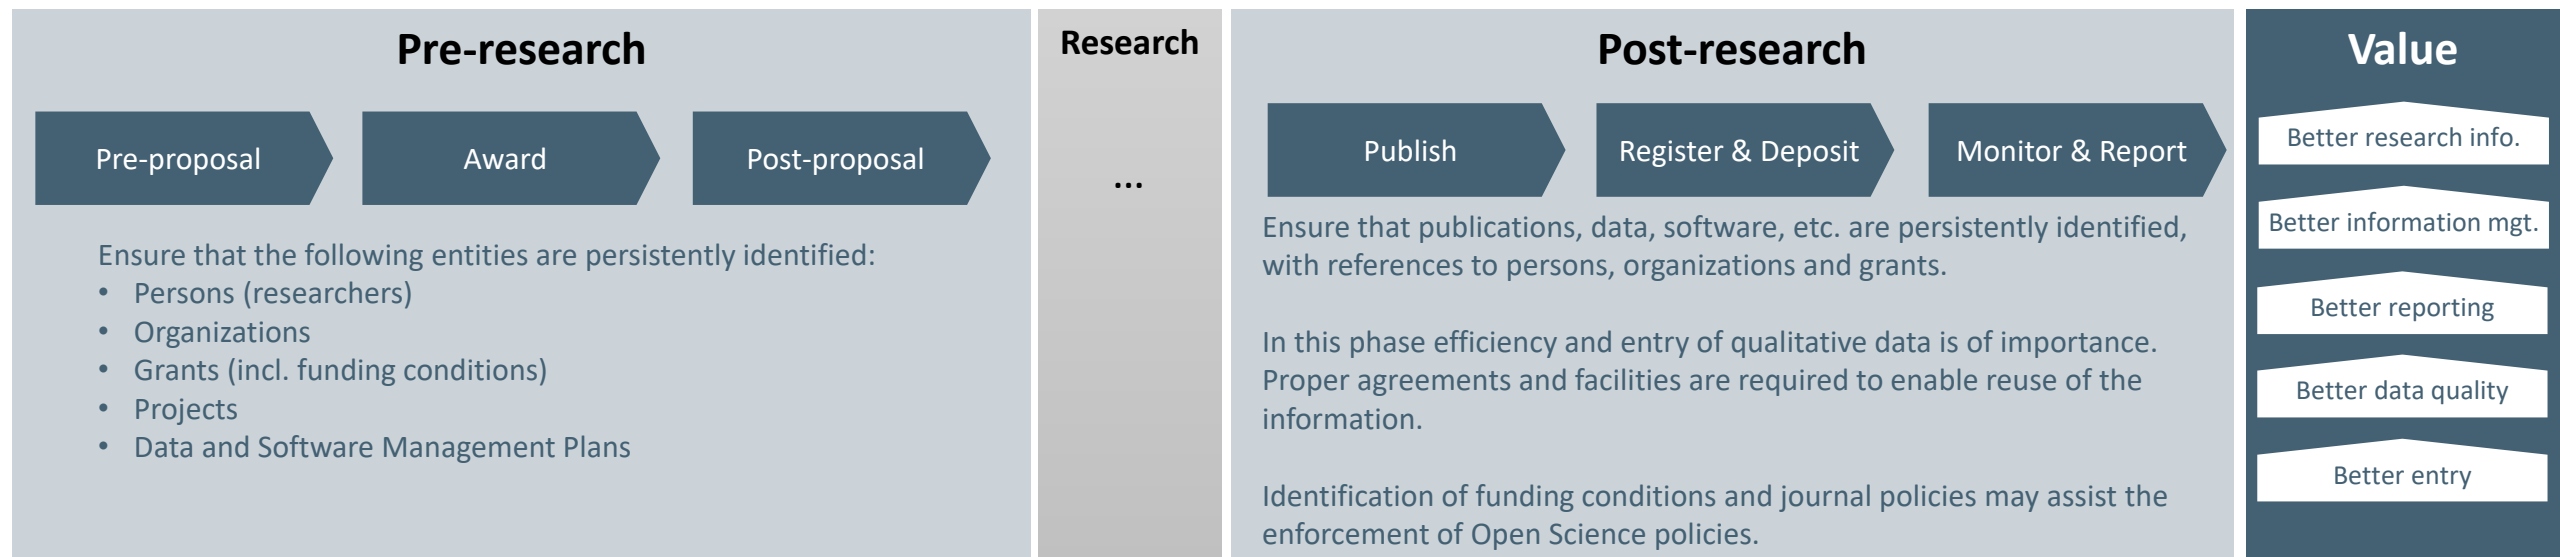 Pre-research
Pre-proposal
Award
Post-proposal
Ensure that the following entities are persistently identified:
• Persons (researchers)
• Organizations
• Grants (incl. funding conditions)
• Projects
• Data and Software Management Plans
Research
...
Post-research
Publish
Register & Deposit
Monitor & Report
Ensure that publications, data, software, etc. are persistently identified,
with references to persons, organizations and grants.
In this phase efficiency and entry of qualitative data is of importance.
Proper agreements and facilities are required to enable reuse of the
information.
Identification of funding conditions and journal policies may assist the
enforcement of Open Science policies.
Value
Better research info.
Better information mgt.
Better reporting
Better data quality
Better entry